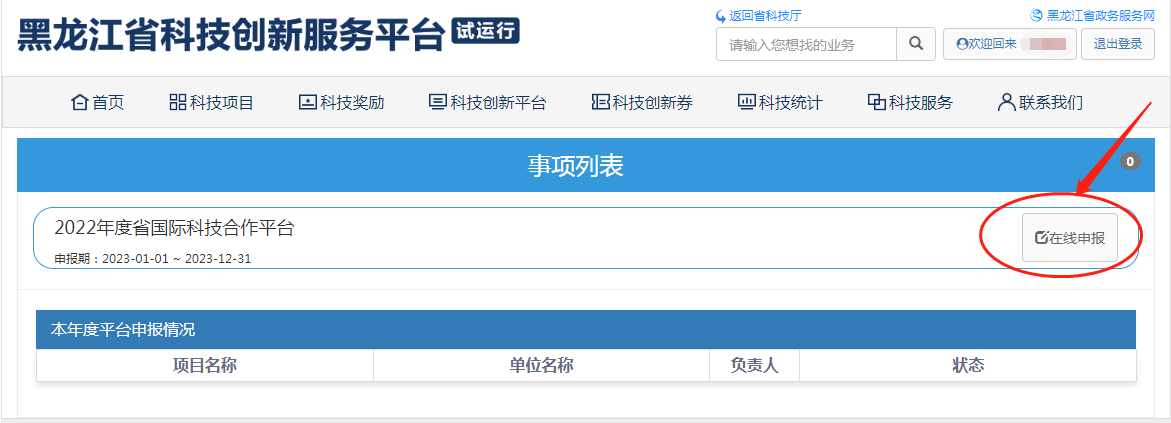 黑龙江省科技创新服务平台 试运行
返回省科技厅
黑龙江省政务服务网
请输入您想找的业务
欢迎回来
退出登录
首页 科技项目 科技奖励 科技创新平台 科技创新券 科技统计 科技服务 联系我们
事项列表
0
2022年度省国际科技合作平台
在线申报
申报期：2023-01-01 ~ 2023-12-31
本年度平台申报情况
项目名称 单位名称 负责人 状态